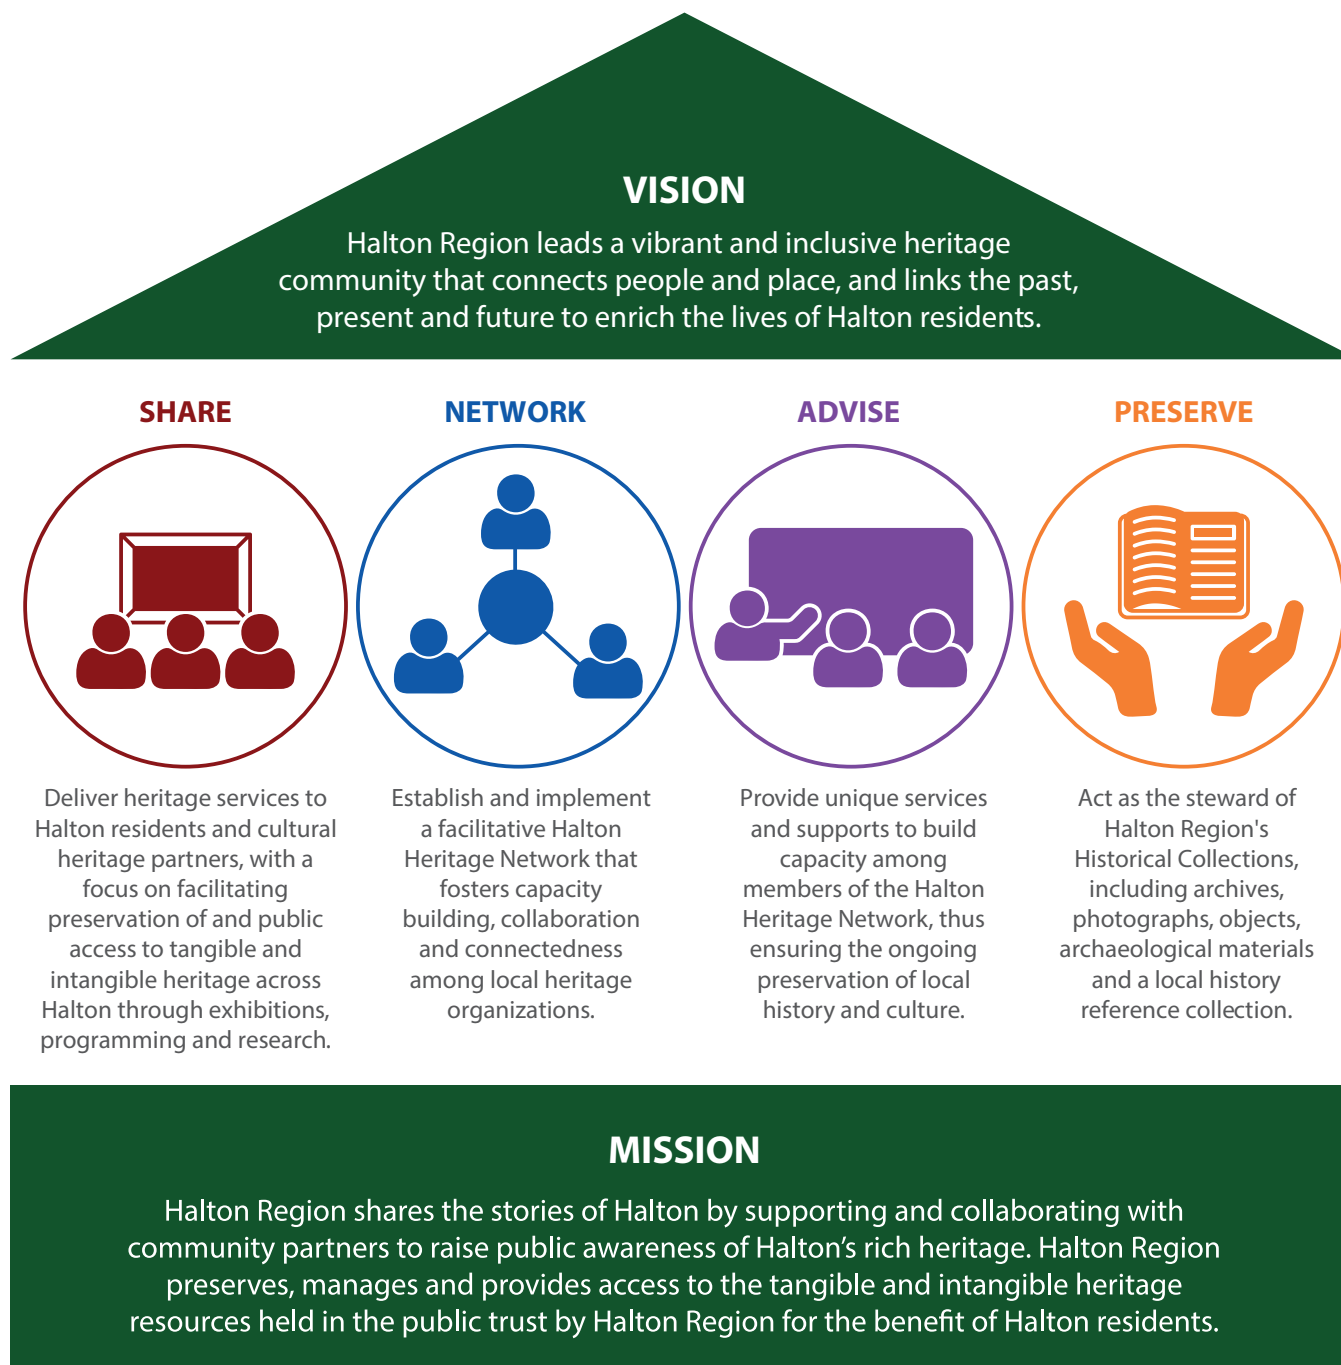 VISION
Halton Region leads a vibrant and inclusive heritage
community that connects people and place, and links the past,
present and future to enrich the lives of Halton residents.
SHARE
Deliver heritage services to
Halton residents and cultural
heritage partners, with a
focus on facilitating
preservation of and public
access to tangible and
intangible heritage across
Halton through exhibitions,
programming and research.
NETWORK
Establish and implement
a facilitative Halton
Heritage Network that
fosters capacity
building, collaboration
and connectedness
among local heritage
organizations.
ADVISE
Provide unique services
and supports to build
capacity among
members of the Halton
Heritage Network, thus
ensuring the ongoing
preservation of local
history and culture.
PRESERVE
Act as the steward of
Halton Region's
Historical Collections,
including archives,
photographs, objects,
archaeological materials
and a local history
reference collection.
MISSION
Halton Region shares the stories of Halton by supporting and collaborating with
community partners to raise public awareness of Halton’s rich heritage. Halton Region
preserves, manages and provides access to the tangible and intangible heritage
resources held in the public trust by Halton Region for the benefit of Halton residents.